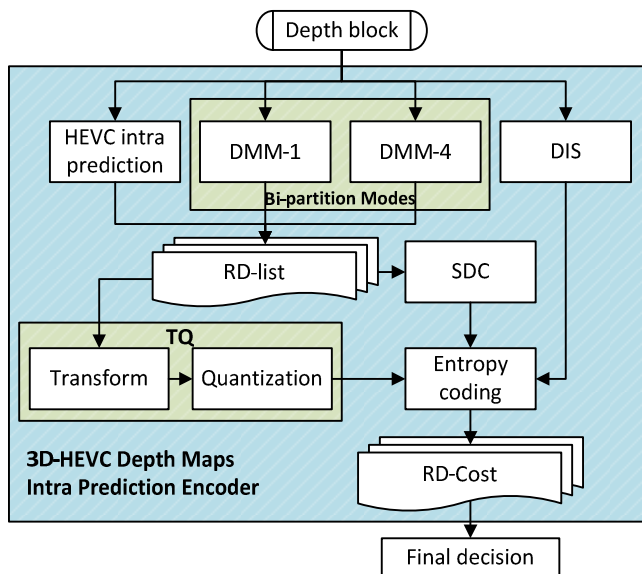 Depth block
HEVC intra
prediction
DMM-1
DMM-4
DIS
Bi-partition Modes
RD-list
SDC
TQ
Transform
Quantization
Entropy
coding
3D-HEVC Depth Maps
Intra Prediction Encoder
RD-Cost
Final decision